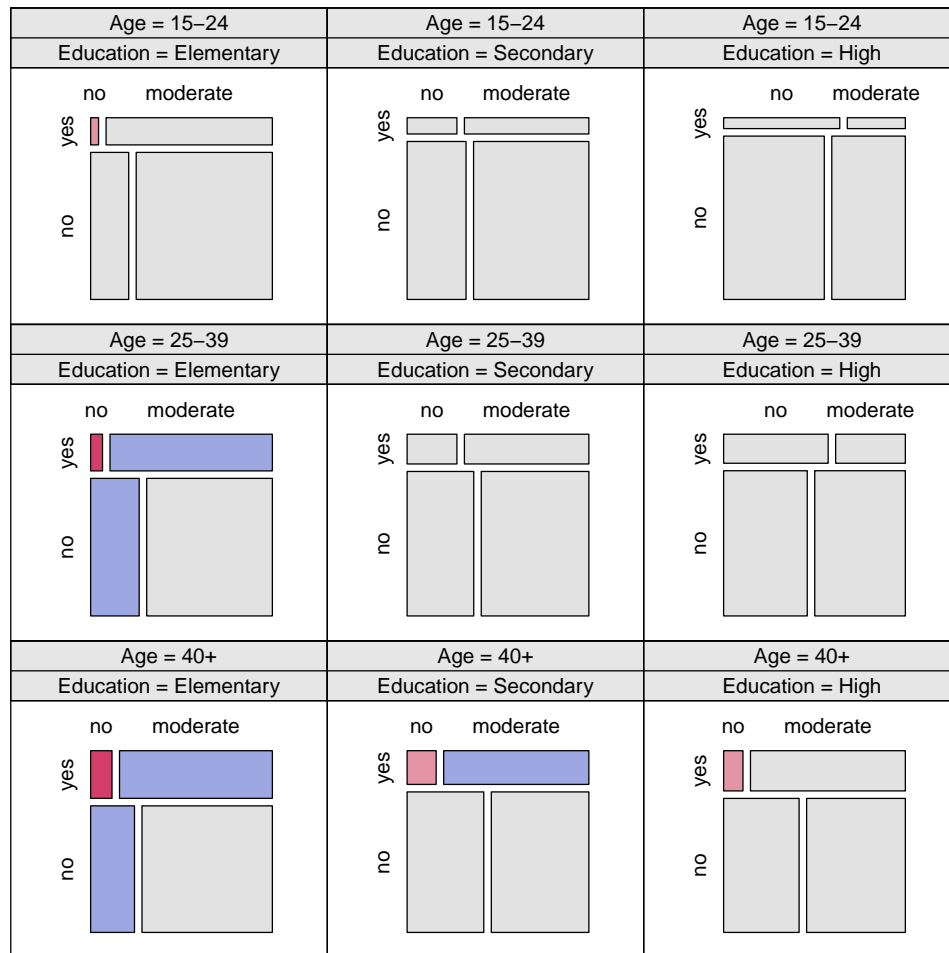 Age = 15–24 Age = 15–24 Age = 15–24
Education = Elementary Education = Secondary Education = High
no moderate no moderate no moderate
yes yes yes
no no no
Age = 25–39 Age = 25–39 Age = 25–39
Education = Elementary Education = Secondary Education = High
no moderate no moderate no moderate
yes yes yes
no no no
Age = 40+ Age = 40+ Age = 40+
Education = Elementary Education = Secondary Education = High
no moderate no moderate no moderate
yes yes yes
no no no